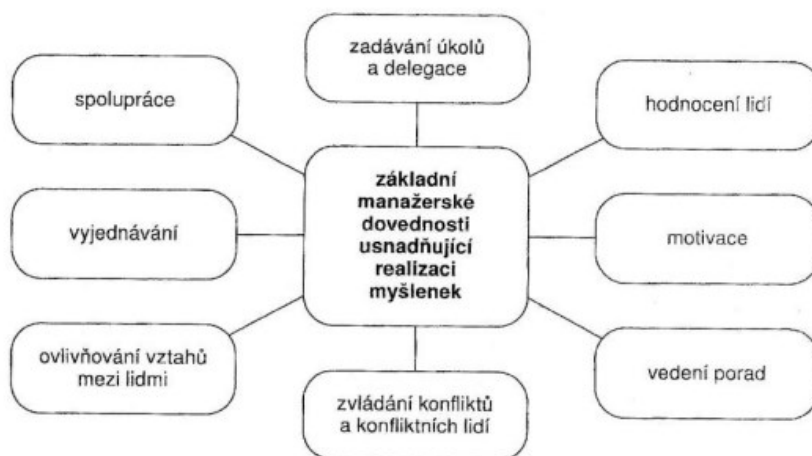 zadávání úkolů
a delegace
spolupráce
hodnocení lidí
základní
manažerské
dovednosti
usnadňující
realizaci
myšlenek
vyjednávání
motivace
ovlivňování vztahů
mezi lidmi
zvládání konfliktů
a konfliktních lidí
vedení porad